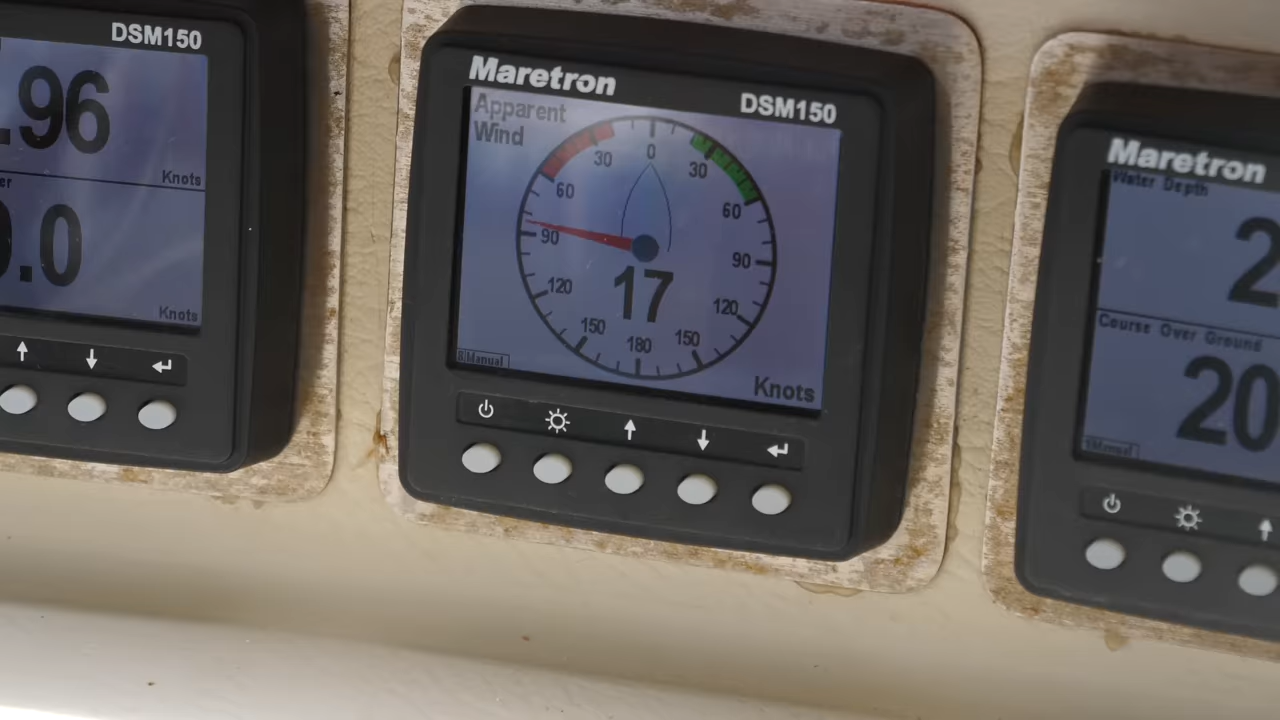 DSM150
.96
Knots
.0
Knots
Maretron
DSM150
Apparent
Wind
0
30
30
60
60
90
90
120
120
150
150
180
17
Manual
Knots
Maretron
Water Depth
2
Course Over Ground
20
Manual